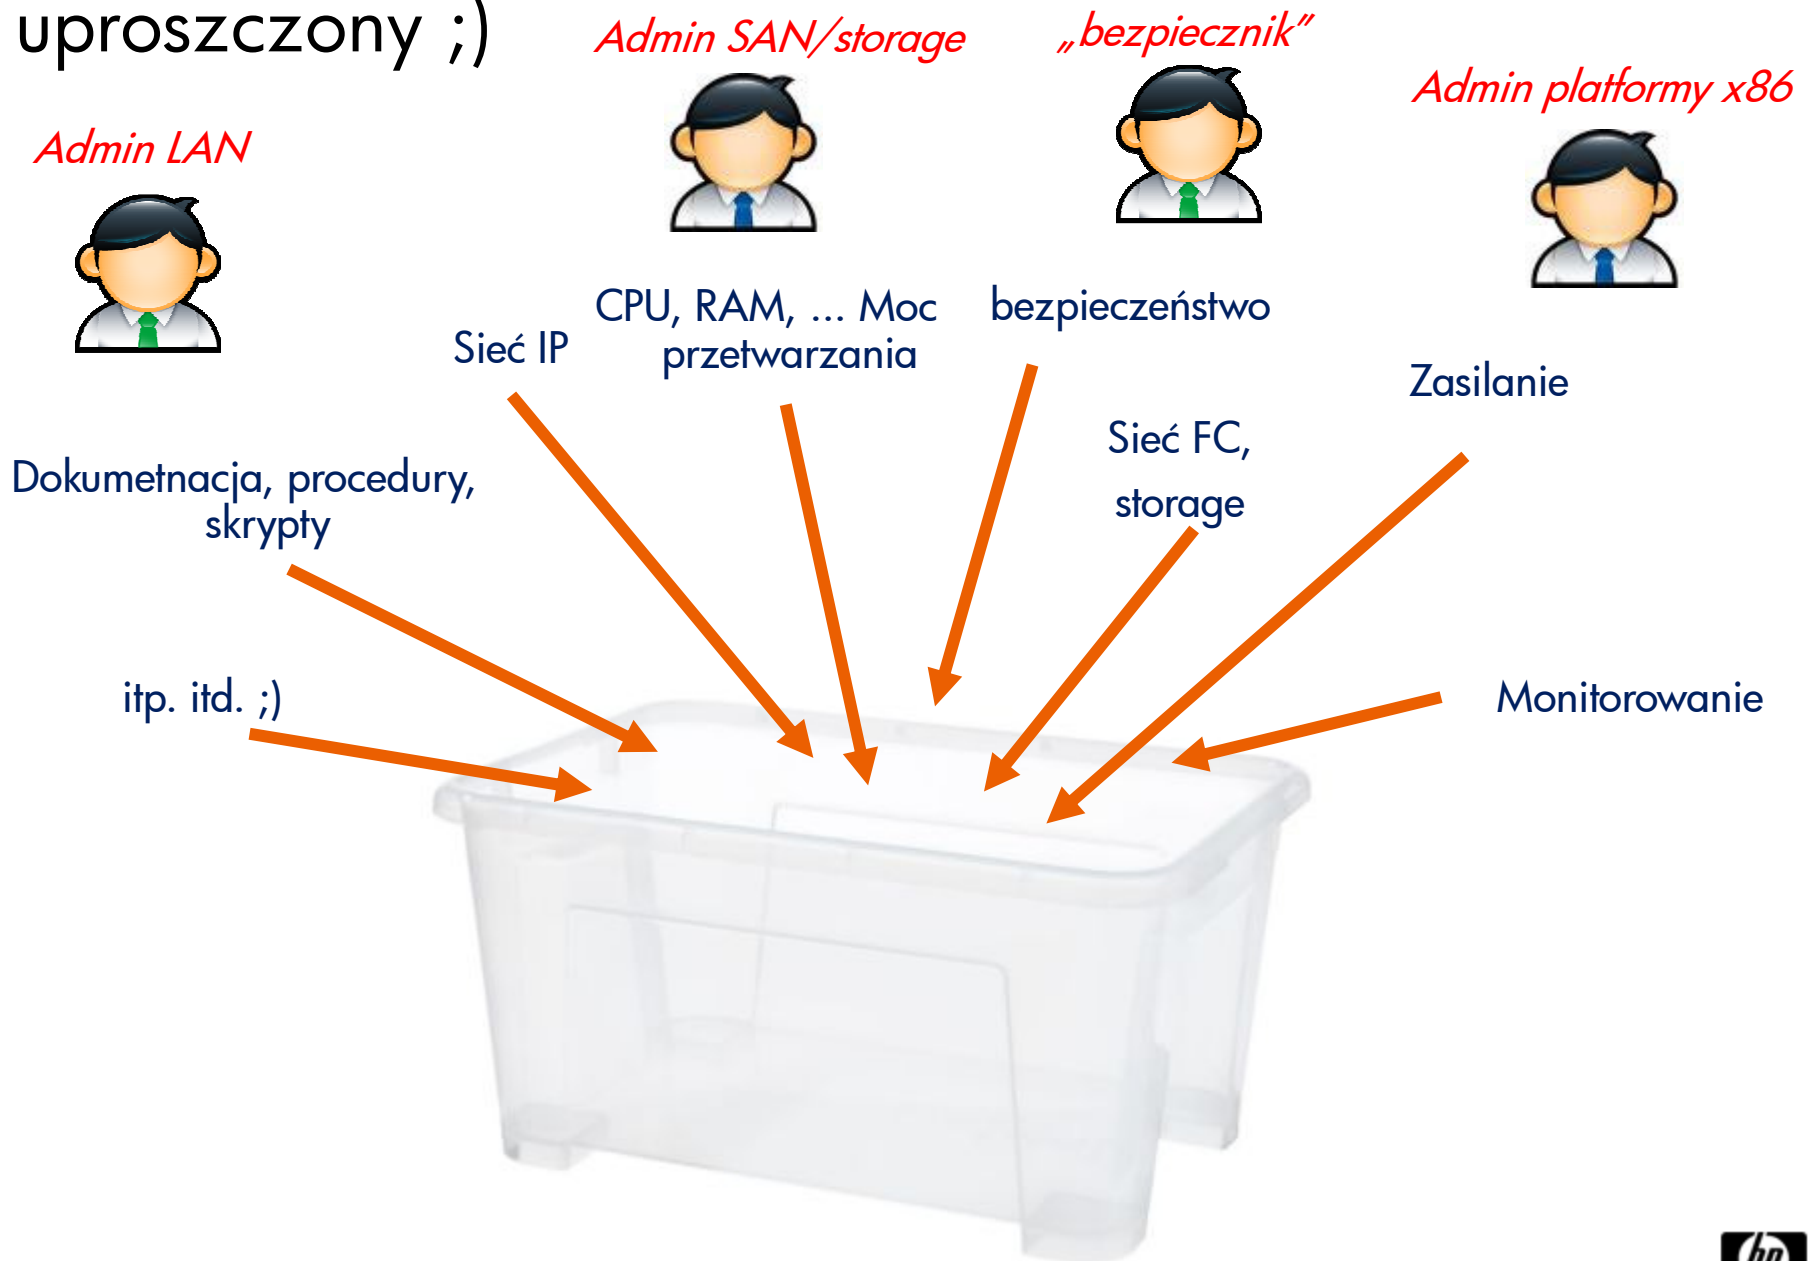 uproszczony ;)
Admin SAN/storage
„bezpiecznik”
Admin platformy x86
Admin LAN
CPU, RAM, ... Moc
przetwarzania
bezpieczeństwo
Sieć IP
Zasilanie
Sieć FC,
storage
Dokumetnacja, procedury,
skrypty
itp. itd. ;)
Monitorowanie
hp